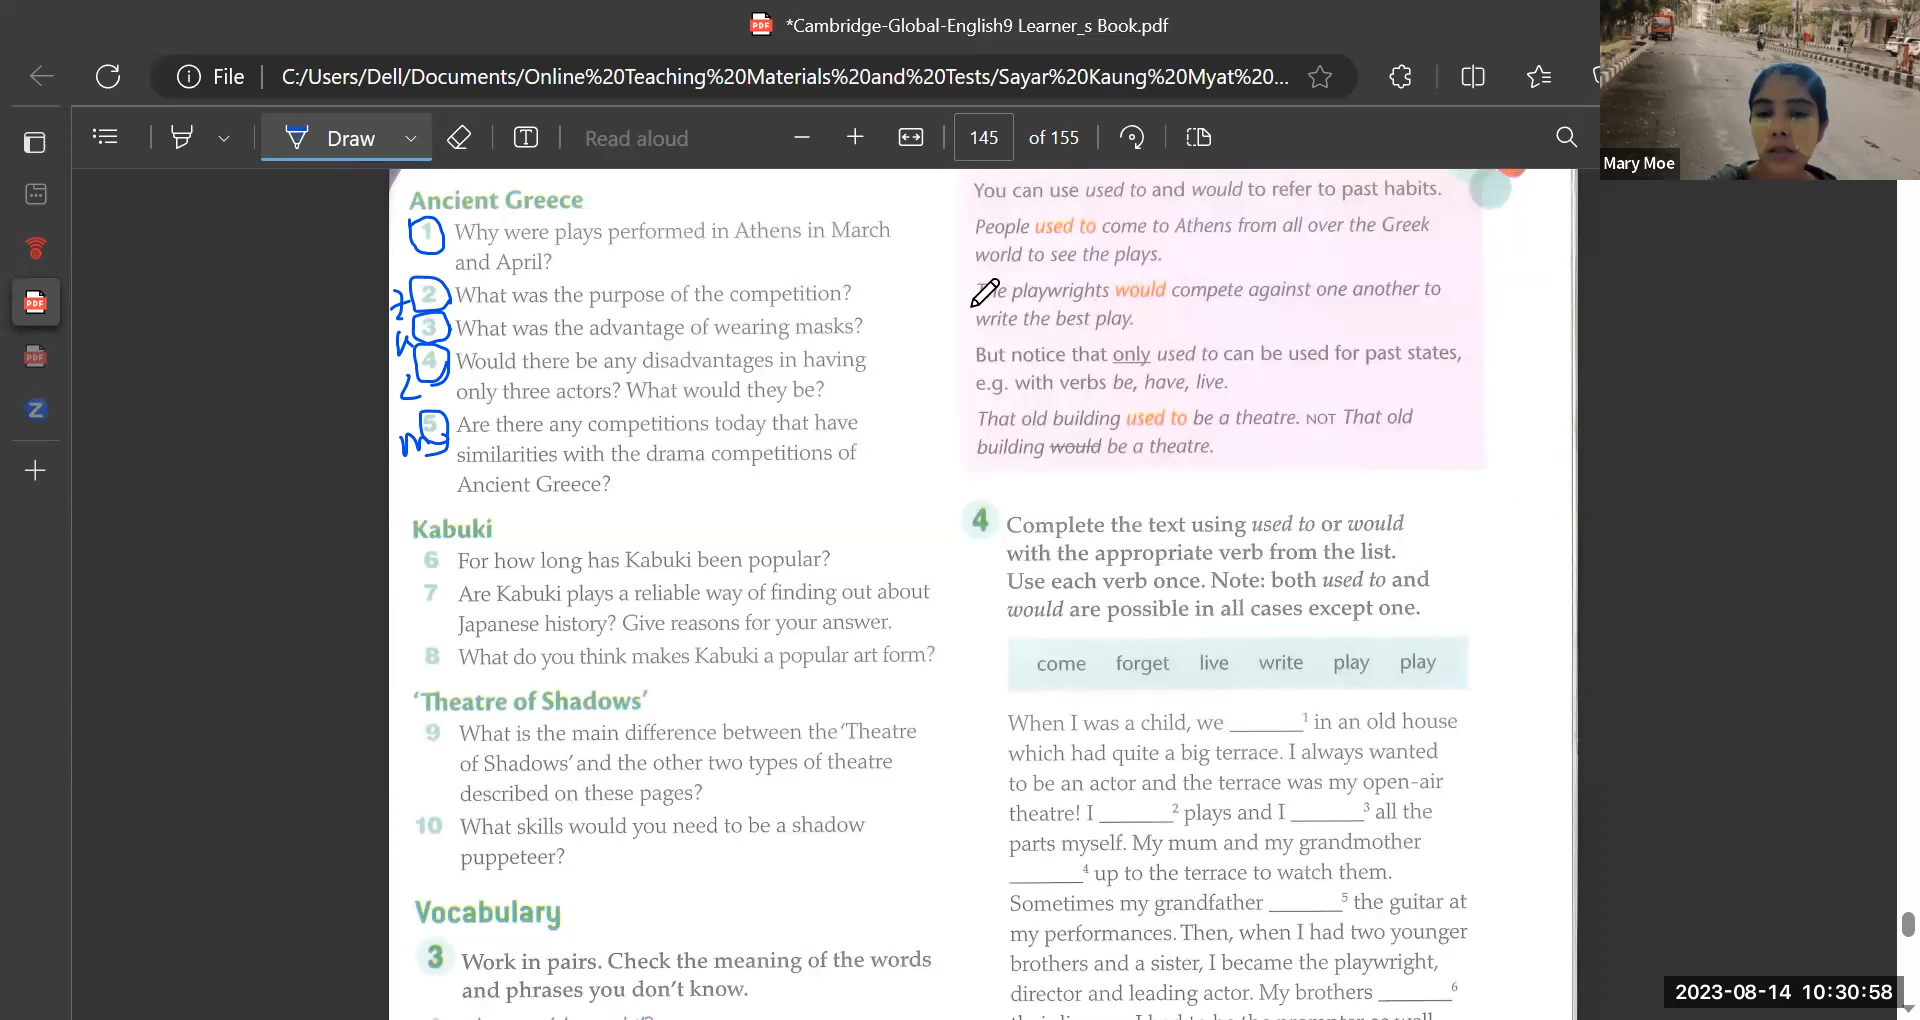 *Cambridge-Global-English9 Learner_s Book.pdf
File
C:/Users/Dell/Documents/Online%20Teaching%20Materials%20and%20Tests/Sayar%20Kaung%20Myat%20...
Draw
Read aloud
145 of 155
Mary Moe
Ancient Greece
1 Why were plays performed in Athens in March
and April?
2 What was the purpose of the competition?
3 What was the advantage of wearing masks?
4 Would there be any disadvantages in having
only three actors? What would they be?
5 Are there any competitions today that have
similarities with the drama competitions of
Ancient Greece?
Kabuki
6 For how long has Kabuki been popular?
7 Are Kabuki plays a reliable way of finding out about
Japanese history? Give reasons for your answer.
8 What do you think makes Kabuki a popular art form?
'Theatre of Shadows'
9 What is the main difference between the 'Theatre
of Shadows' and the other two types of theatre
described on these pages?
10 What skills would you need to be a shadow
puppeteer?
Vocabulary
3 Work in pairs. Check the meaning of the words
and phrases you don't know.
You can use used to and would to refer to past habits.
People used to come to Athens from all over the Greek
world to see the plays.
The playwrights would compete against one another to
write the best play.
But notice that only used to can be used for past states,
e.g. with verbs be, have, live.
That old building used to be a theatre. NOT That old
building would be a theatre.
4 Complete the text using used to or would
with the appropriate verb from the list.
Use each verb once. Note: both used to and
would are possible in all cases except one.
come forget live write play play
When I was a child, we _______ 1 in an old house
which had quite a big terrace. I always wanted
to be an actor and the terrace was my open-air
theatre! I _______ 2 plays and I _______ 3 all the
parts myself. My mum and my grandmother
_______ 4 up to the terrace to watch them.
Sometimes my grandfather _______ 5 the guitar at
my performances. Then, when I had two younger
brothers and a sister, I became the playwright,
director and leading actor. My brothers _______ 6
2023-08-14 10:30:58